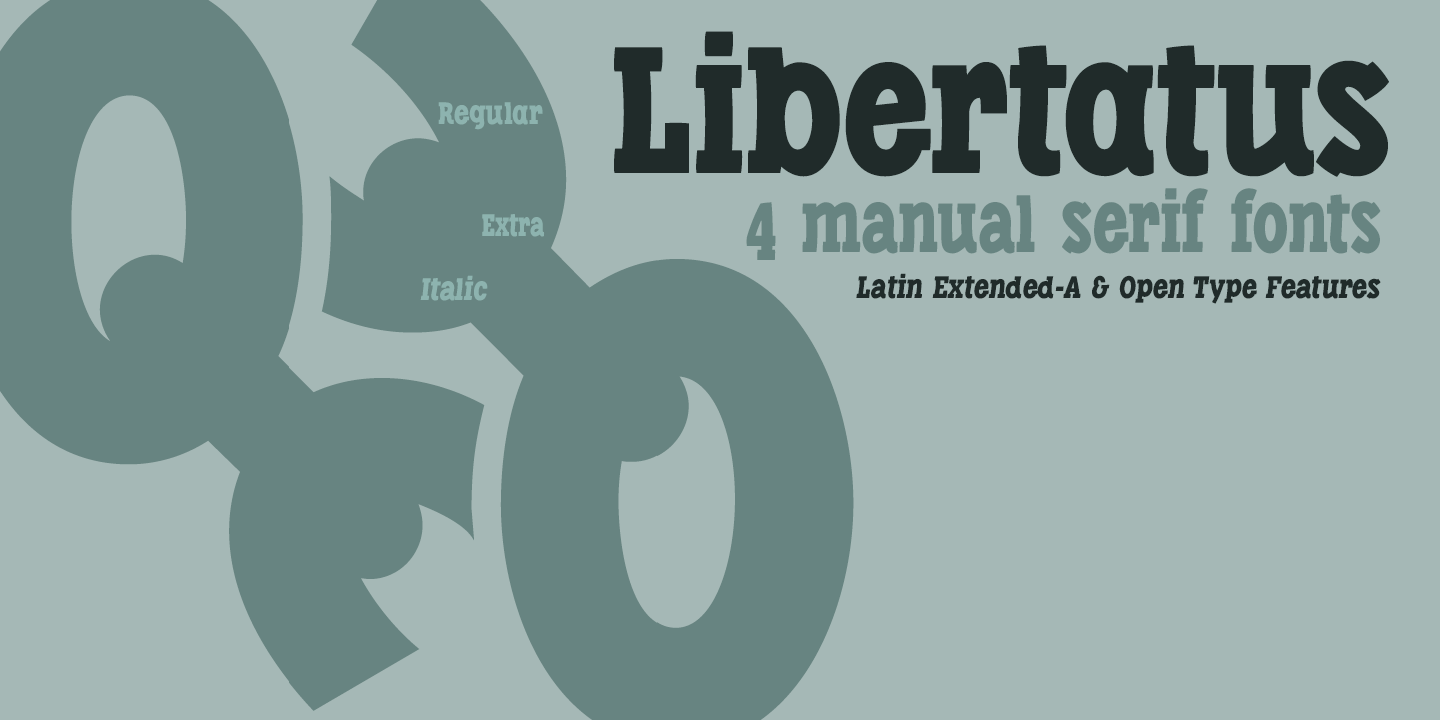 Libertatus
4 manual serif fonts
Latin Extended-A & Open Type Features
Regular
Extra
Italic